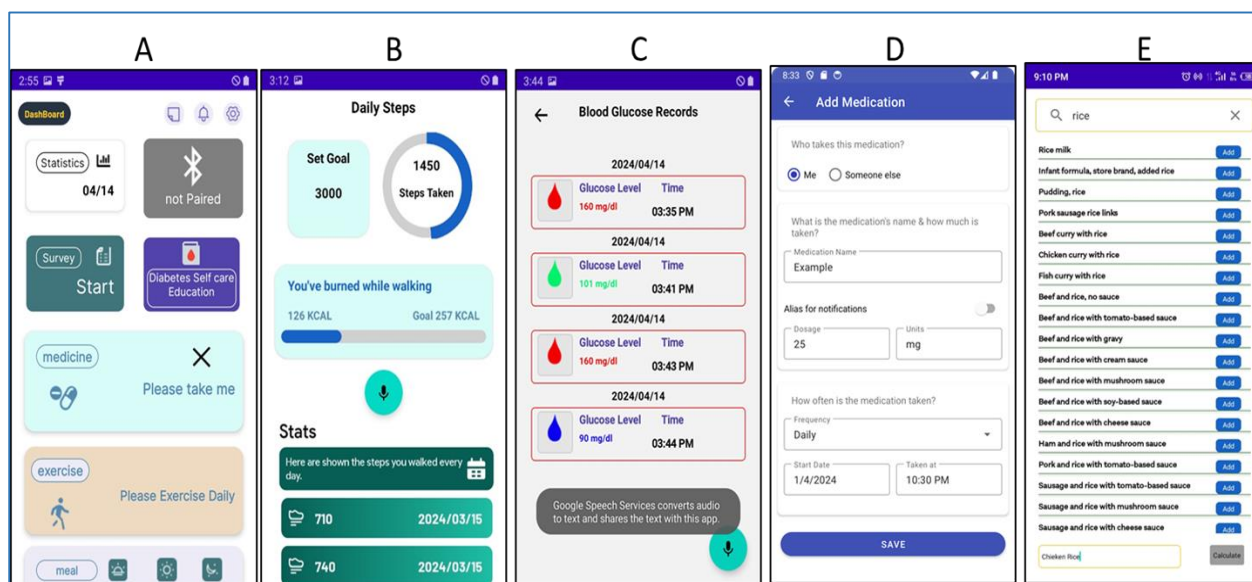 A
B
C
D
E
2:55
DashBoard
Statistics
04/14
not Paired
Survey
Start
Diabetes Self care
Education
medicine
Please take me
exercise
Please Exercise Daily
meal
3:12
Daily Steps
Set Goal
3000
1450
Steps Taken
You've burned while walking
126 KCAL
Goal 257 KCAL
Stats
Here are shown the steps you walked every
day.
710
2024/03/15
740
2024/03/15
3:44
Blood Glucose Records
2024/04/14
Glucose Level Time
160 mg/dl 03:35 PM
2024/04/14
Glucose Level Time
101 mg/dl 03:41 PM
2024/04/14
Glucose Level Time
160 mg/dl 03:43 PM
2024/04/14
Glucose Level Time
90 mg/dl 03:44 PM
Google Speech Services converts audio
to text and shares the text with this app.
8:33
Add Medication
Who takes this medication?
Me Someone else
What is the medication's name & how much is
taken?
Medication Name
Example
Alias for notifications
Dosage Units
25 mg
How often is the medication taken?
Frequency
Daily
Start Date Taken at
1/4/2024 10:30 PM
SAVE
9:10 PM
rice
Rice milk Add
Infant formula, store brand, added rice Add
Pudding, rice Add
Pork sausage rice links Add
Beef curry with rice Add
Chicken curry with rice Add
Fish curry with rice Add
Beef and rice, no sauce Add
Beef and rice with tomato-based sauce Add
Beef and rice with gravy Add
Beef and rice with cream sauce Add
Beef and rice with mushroom sauce Add
Beef and rice with soy-based sauce Add
Beef and rice with cheese sauce Add
Ham and rice with mushroom sauce Add
Pork and rice with tomato-based sauce Add
Sausage and rice with tomato-based sauce Add
Sausage and rice with mushroom sauce Add
Sausage and rice with cheese sauce Add
Chieken Rice
Calculate